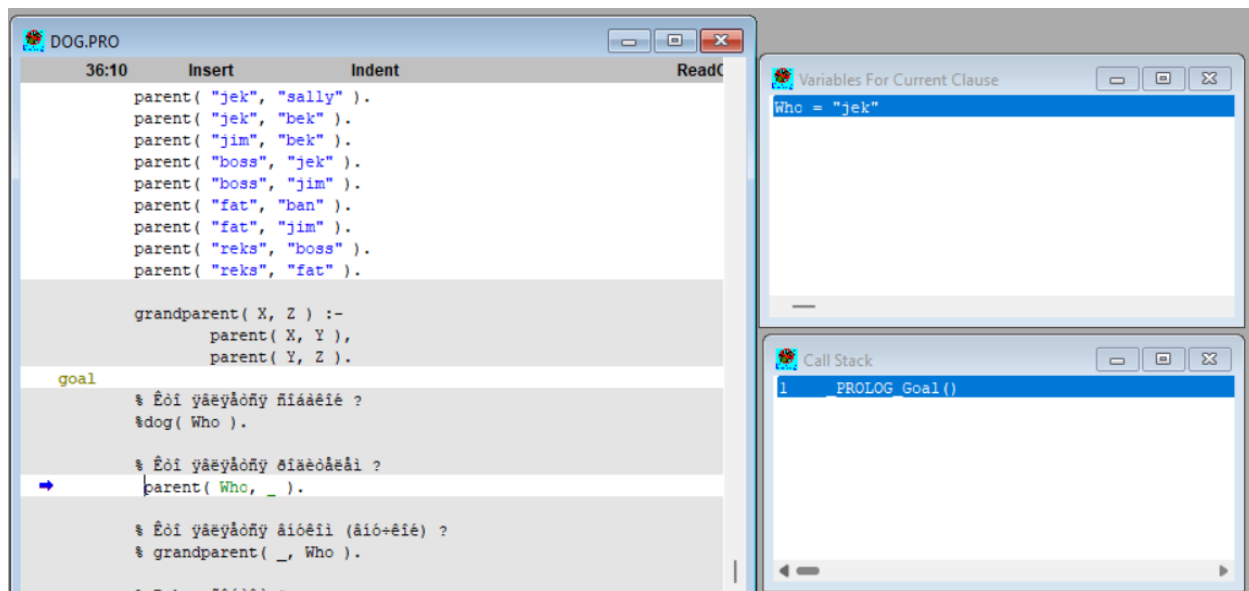 DOG.PRO
36:10 Insert Indent ReadO
parent( "jek", "sally" ).
parent( "jek", "bek" ).
parent( "jim", "bek" ).
parent( "boss", "jek" ).
parent( "boss", "jim" ).
parent( "fat", "ban" ).
parent( "fat", "jim" ).
parent( "reks", "boss" ).
parent( "reks", "fat" ).
grandparent( X, Z ) :-
parent( X, Y ),
parent( Y, Z ).
goal
% Êòî ÿâëÿåòñÿ ñîáàêîé ?
%dog( Who ).
% Êòî ÿâëÿåòñÿ ðîäèòåëåì ?
parent( Who, _ ).
% Êòî ÿâëÿåòñÿ âíóêîì (âíó÷êîé) ?
% grandparent( _, Who ).
Variables For Current Clause
Who = "jek"
Call Stack
1 _PROLOG_Goal()